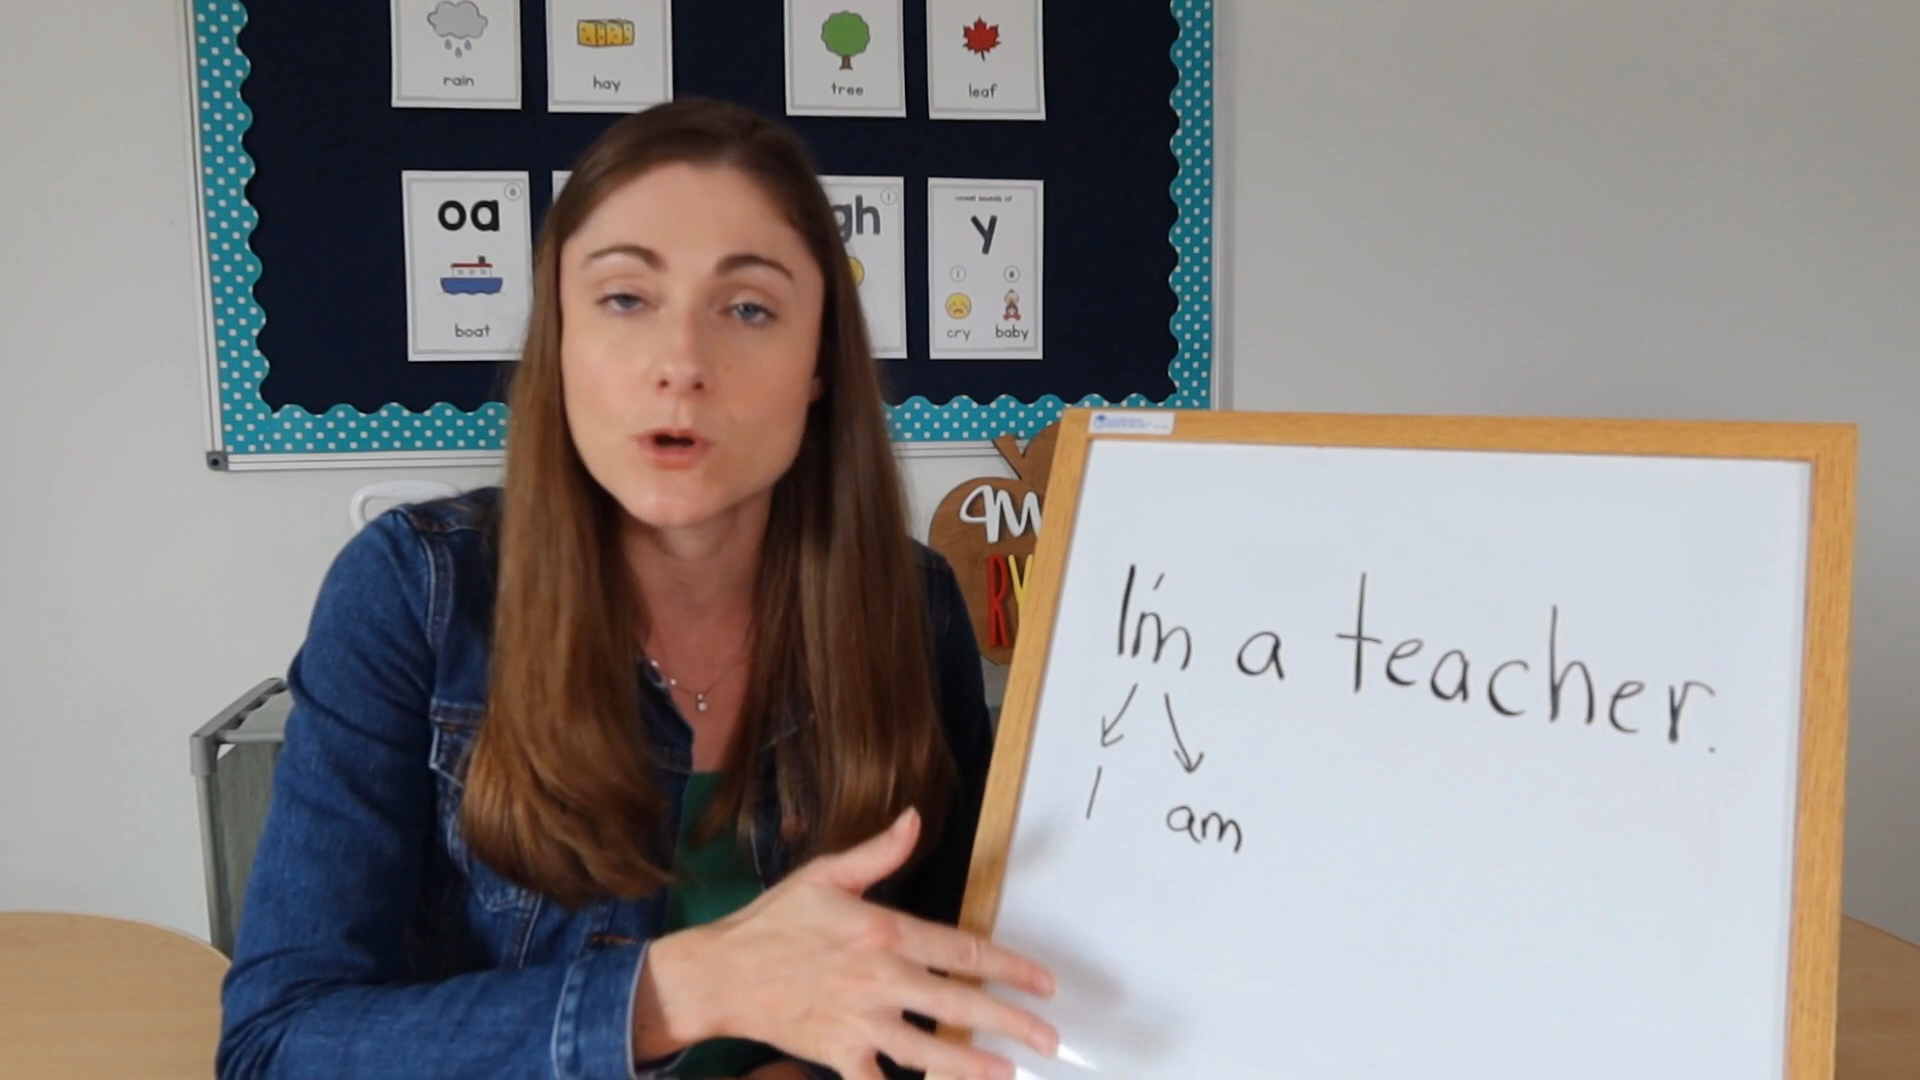 rain
hay
tree
leaf
oa
boat
gh
vowel sounds of
y
cry
baby
I'm a teacher.
I am